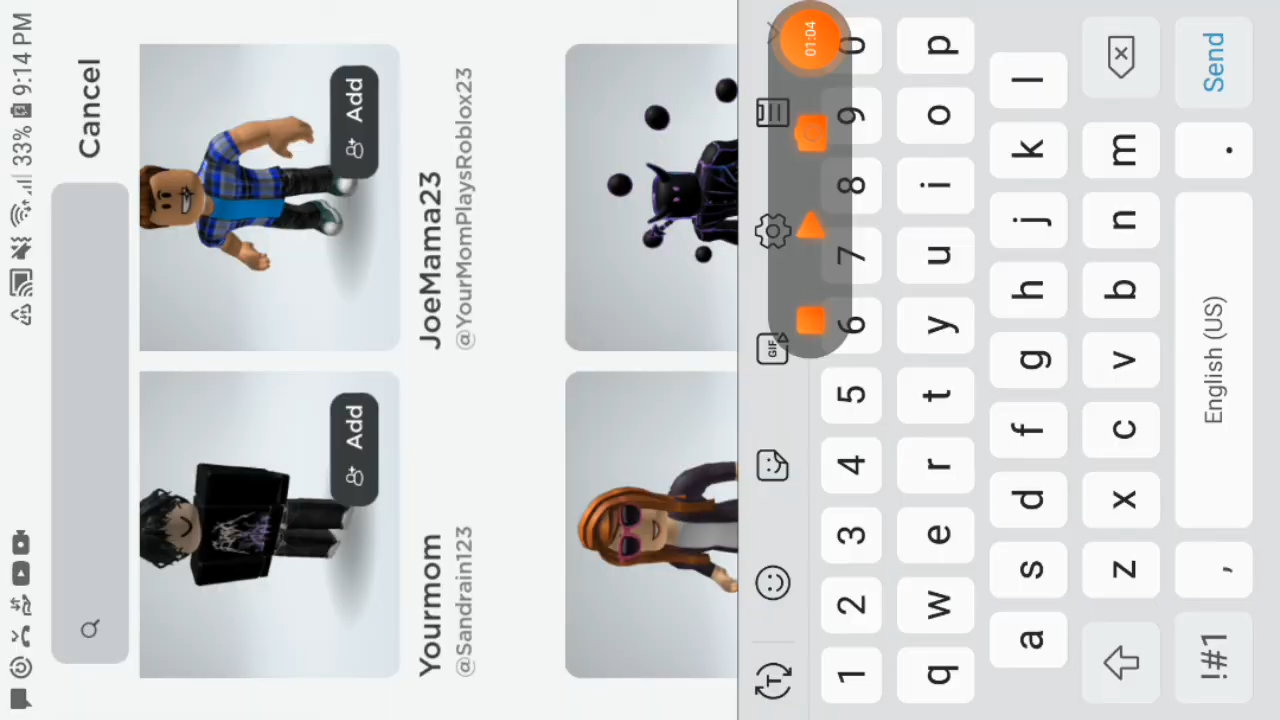 33% 9:14 PM
Cancel
Add
Add
Yourmom
@Sandrain123
JoeMama23
@YourMomPlaysRoblox23
01:04
GIF
T
1 2 3 4 5 6 7 8 9 0
q w e r t y u i o p
a s d f g h j k l
z x c v b n m
!#1 , English (US) . Send